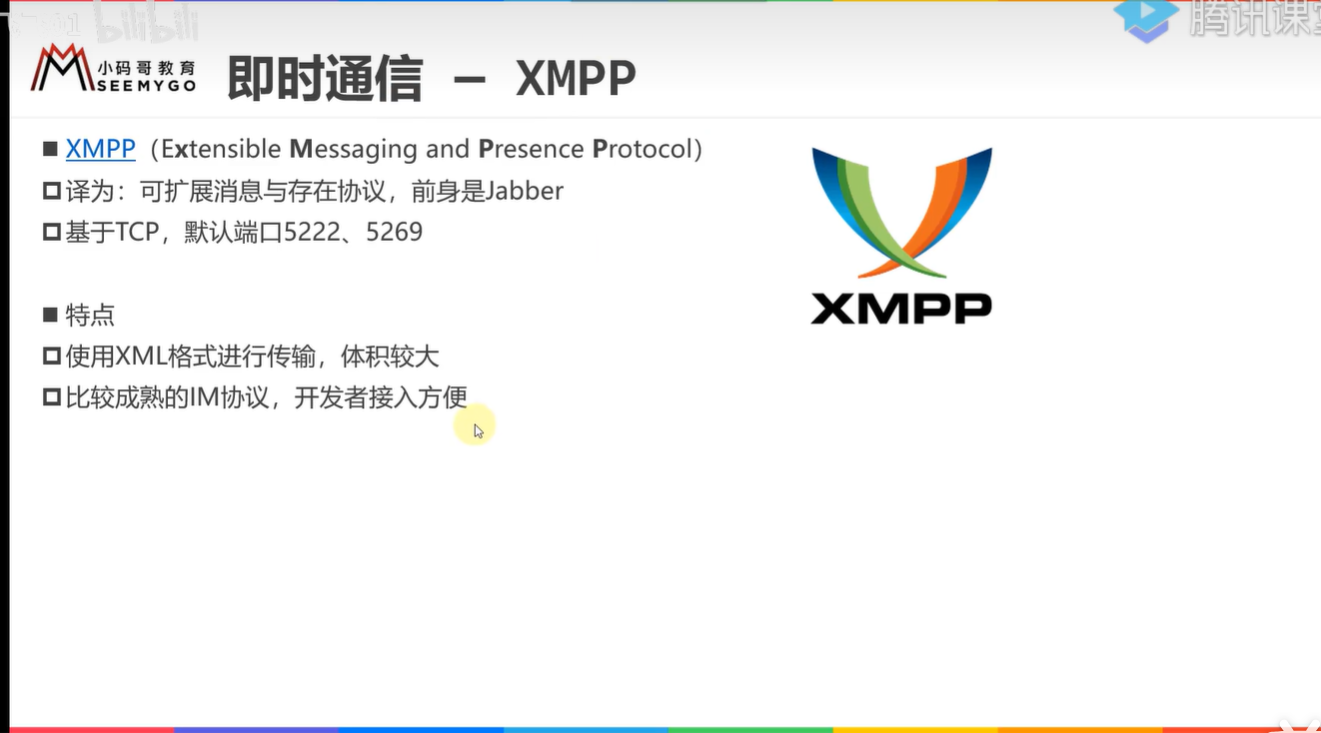 bilibili
腾讯课堂
小码哥教育
SEEMYGO
即时通信 – XMPP
■ XMPP（Extensible Messaging and Presence Protocol）
□ 译为：可扩展消息与存在协议，前身是Jabber
□ 基于TCP，默认端口5222、5269
XMPP
■ 特点
□ 使用XML格式进行传输，体积较大
□ 比较成熟的IM协议，开发者接入方便